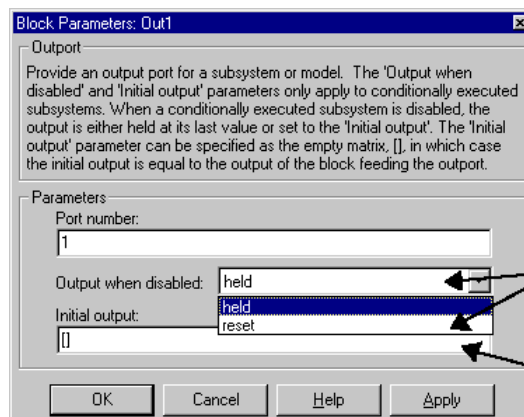 Block Parameters: Out1
Outport
Provide an output port for a subsystem or model. The 'Output when
disabled' and 'Initial output' parameters only apply to conditionally executed
subsystems. When a conditionally executed subsystem is disabled, the
output is either held at its last value or set to the 'Initial output'. The 'Initial
output' parameter can be specified as the empty matrix, [], in which case
the initial output is equal to the output of the block feeding the outport.
Parameters
Port number:
1
Output when disabled: held
held
reset
Initial output:
[]
OK Cancel Help Apply